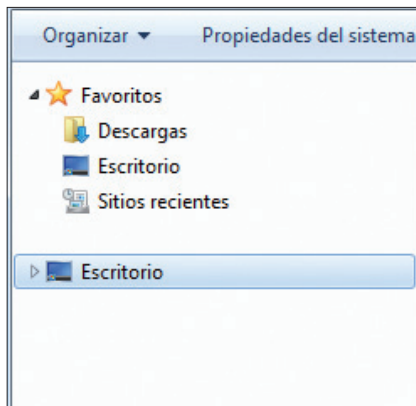 Organizar Propiedades del sistema
Favoritos
Descargas
Escritorio
Sitios recientes
Escritorio